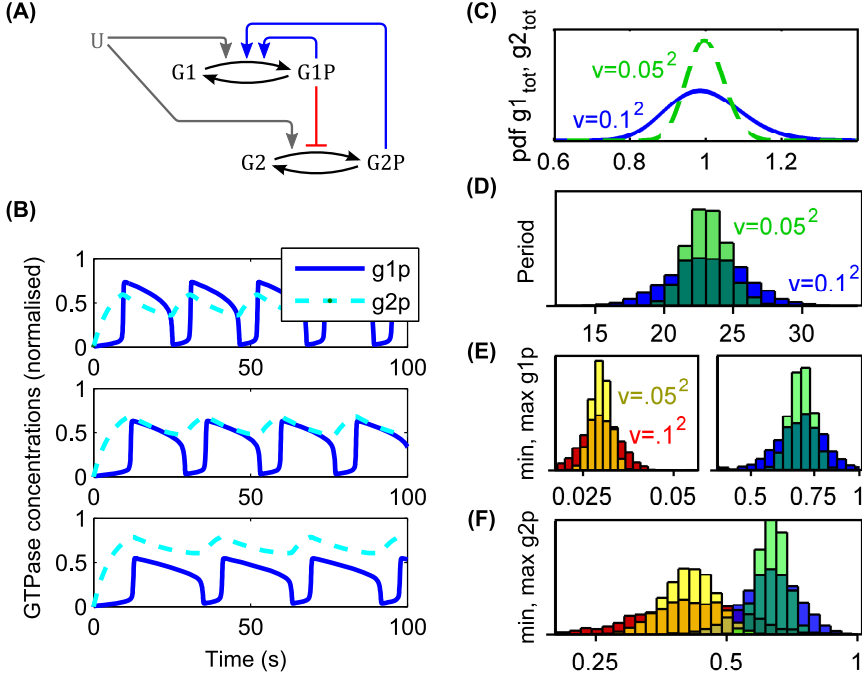 (A)
U
G1
G1P
G2
G2P
(B)
GTPase concentrations (normalised)
1
0.5
0
g1p
g2p
0
50
100
1
0.5
0
0
50
100
1
0.5
0
0
50
100
Time (s)
(C)
pdf g1tot, g2tot
v=0.05²
v=0.1²
0.6
0.8
1
1.2
(D)
Period
v=0.05²
v=0.1²
15
20
25
30
(E)
min, max g1p
v=.05²
v=.1²
0.025
0.05
0.5
0.75
1
(F)
min, max g2p
0.25
0.5
1